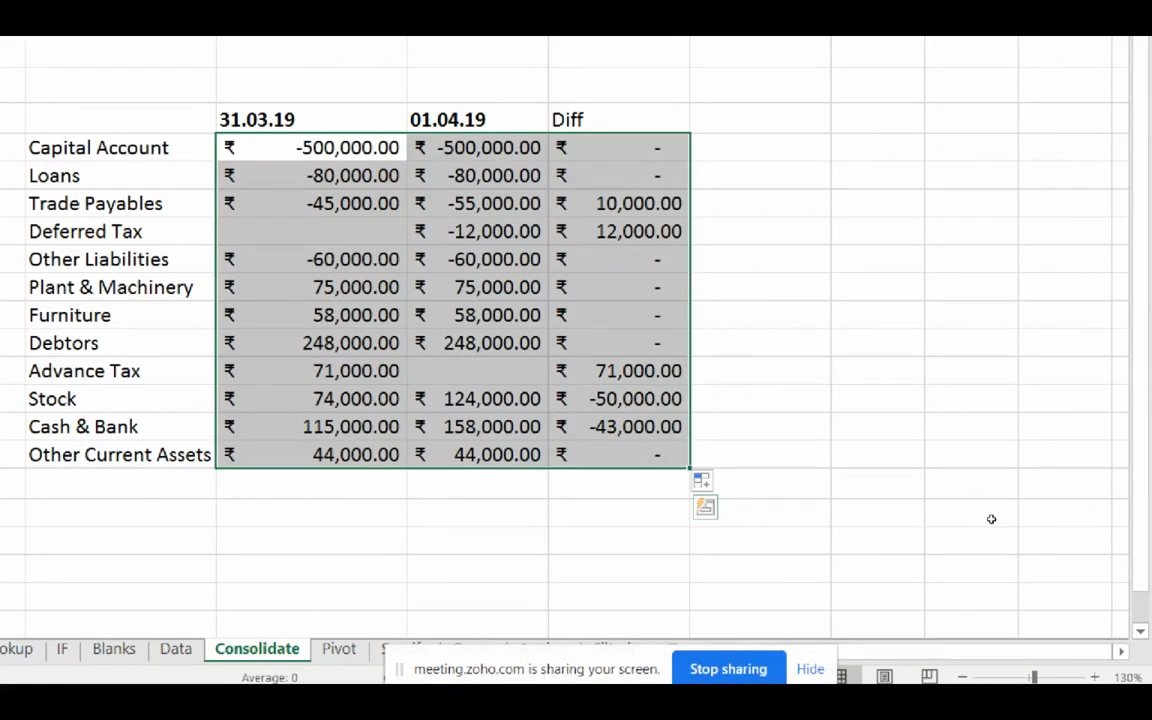 31.03.19 01.04.19 Diff
Capital Account ₹ -500,000.00 ₹ -500,000.00 ₹ -
Loans ₹ -80,000.00 ₹ -80,000.00 ₹ -
Trade Payables ₹ -45,000.00 ₹ -55,000.00 ₹ 10,000.00
Deferred Tax ₹ -12,000.00 ₹ 12,000.00
Other Liabilities ₹ -60,000.00 ₹ -60,000.00 ₹ -
Plant & Machinery ₹ 75,000.00 ₹ 75,000.00 ₹ -
Furniture ₹ 58,000.00 ₹ 58,000.00 ₹ -
Debtors ₹ 248,000.00 ₹ 248,000.00 ₹ -
Advance Tax ₹ 71,000.00 ₹ 71,000.00
Stock ₹ 74,000.00 ₹ 124,000.00 ₹ -50,000.00
Cash & Bank ₹ 115,000.00 ₹ 158,000.00 ₹ -43,000.00
Other Current Assets ₹ 44,000.00 ₹ 44,000.00 ₹ -
ookup IF Blanks Data Consolidate Pivot
meeting.zoho.com is sharing your screen. Stop sharing Hide
Average: 0 130%